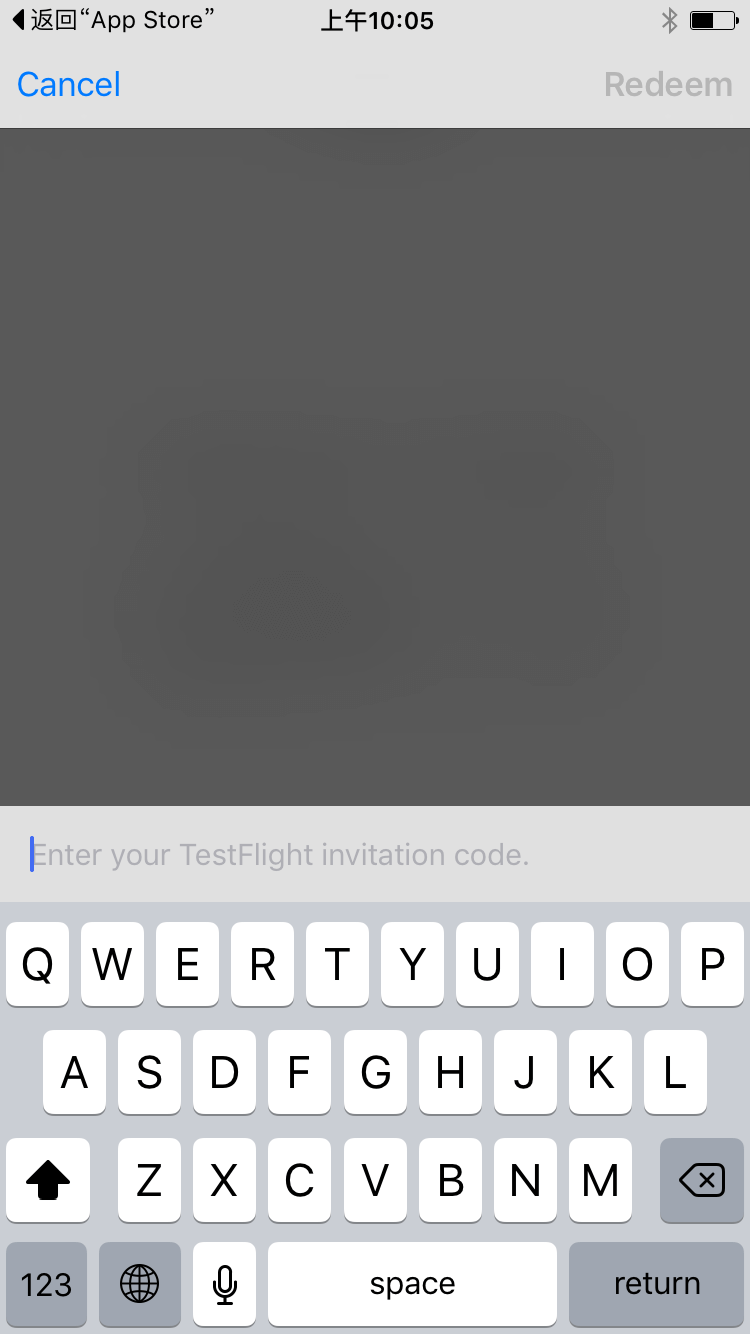 返回“App Store” 上午10:05
Cancel Redeem
Enter your TestFlight invitation code.
Q W E R T Y U I O P
A S D F G H J K L
Z X C V B N M
123 space return